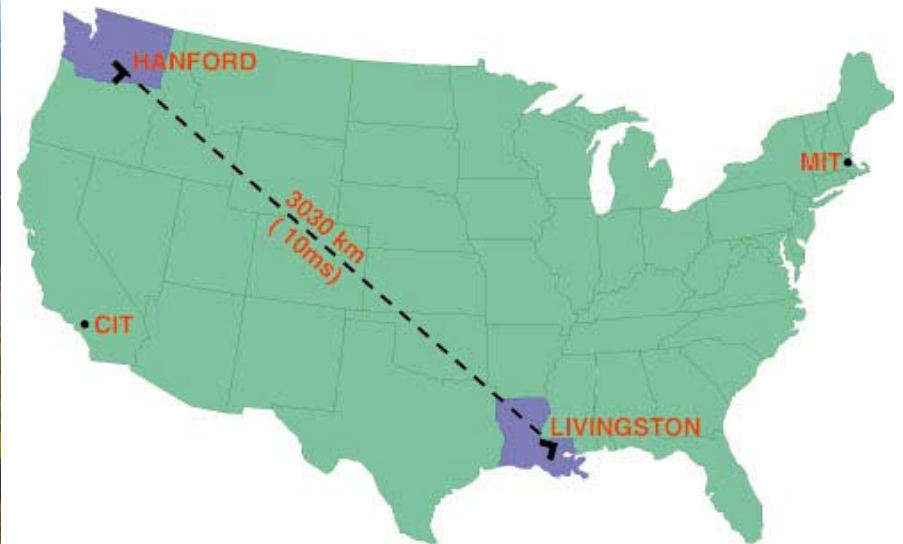 HANFORD
MIT
3030 km
( 10ms)
CIT
LIVINGSTON